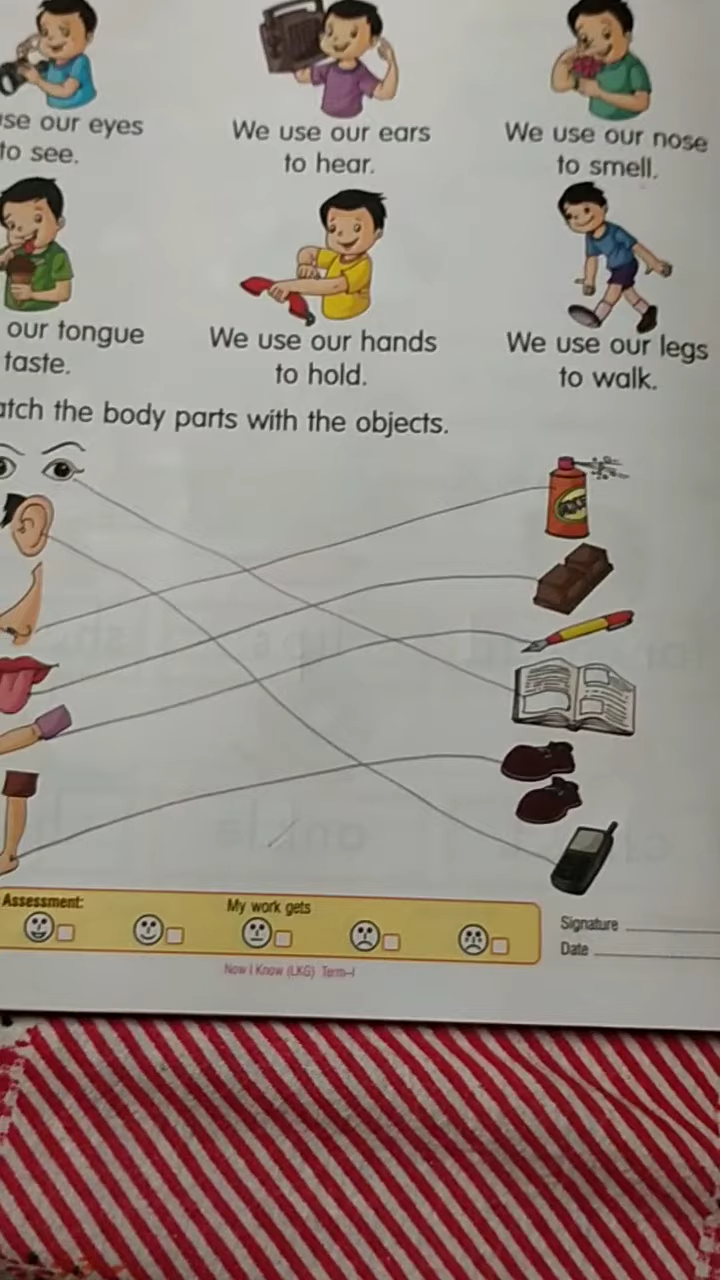 se our eyes
to see.
We use our ears
to hear.
We use our nose
to smell.
our tongue
taste.
We use our hands
to hold.
We use our legs
to walk.
atch the body parts with the objects.
Assessment:
My work gets
Signature
Date
Now I Know (LKG) Term-I